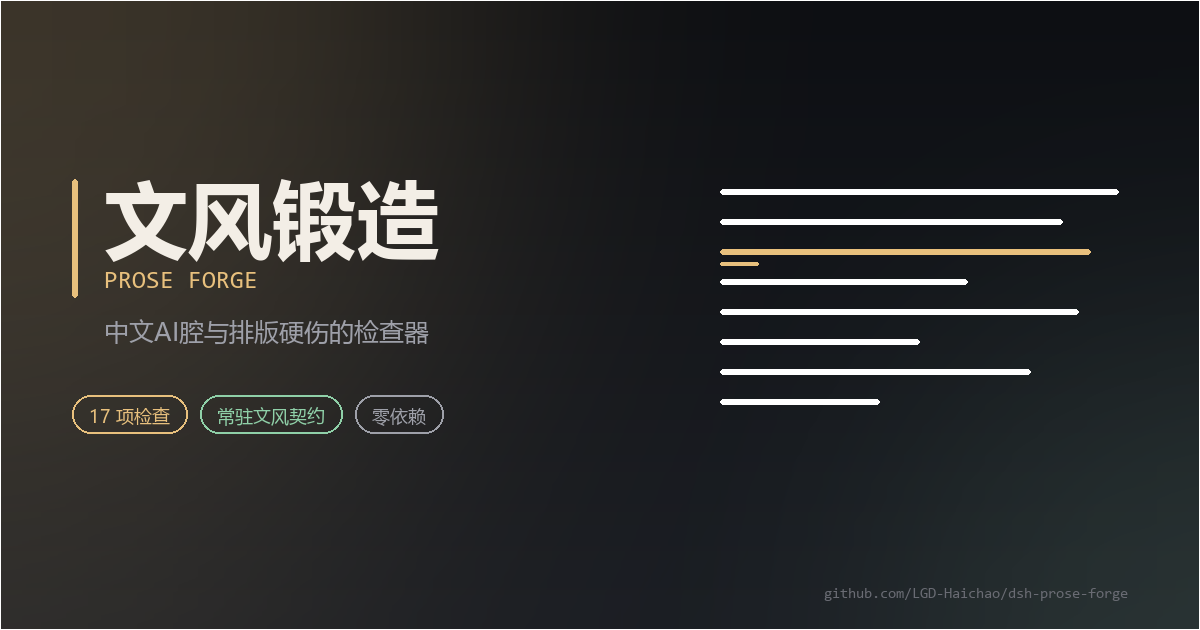 文风锻造
PROSE FORGE
中文AI腔与排版硬伤的检查器
17 项检查
常驻文风契约
零依赖
github.com/LGD-Haichao/dsh-prose-forge